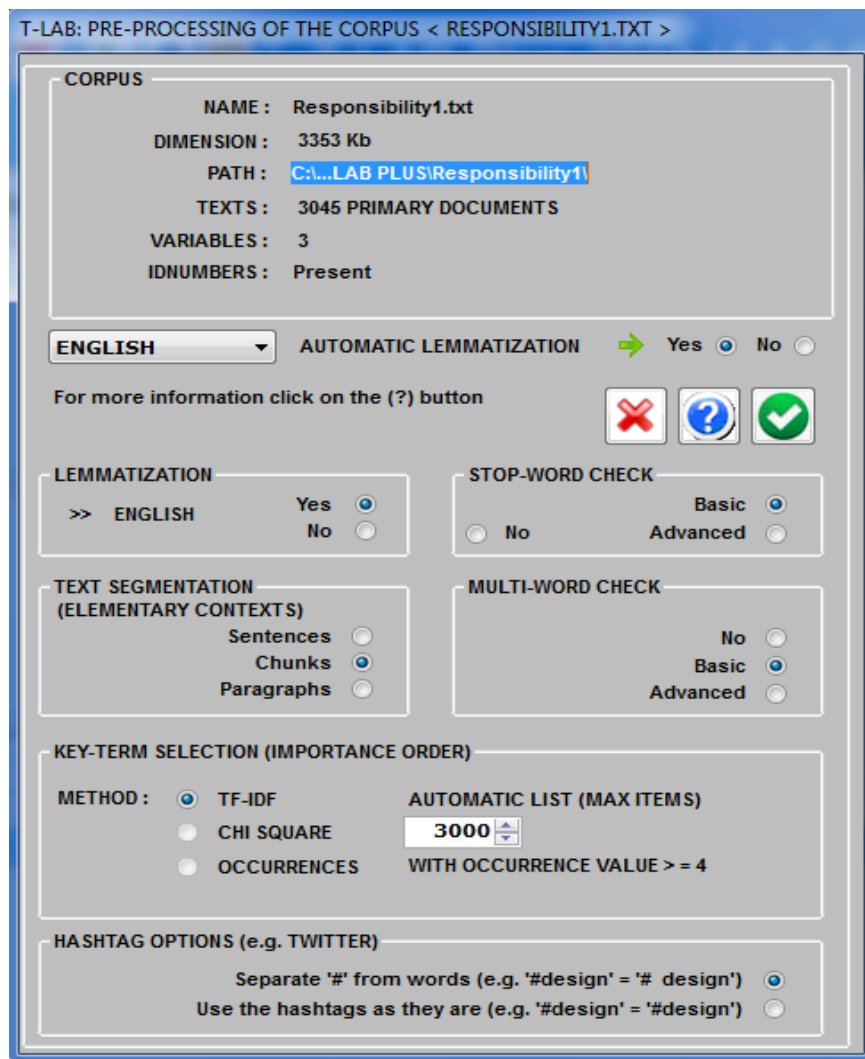 T-LAB: PRE-PROCESSING OF THE CORPUS < RESPONSIBILITY1.TXT >
CORPUS
NAME : Responsibility1.txt
DIMENSION : 3353 Kb
PATH : C:\...LAB PLUS\Responsibility1\
TEXTS : 3045 PRIMARY DOCUMENTS
VARIABLES : 3
IDNUMBERS : Present
ENGLISH AUTOMATIC LEMMATIZATION Yes No
For more information click on the (?) button
?
LEMMATIZATION
>> ENGLISH Yes
No
STOP-WORD CHECK
Basic
No Advanced
TEXT SEGMENTATION
(ELEMENTARY CONTEXTS)
Sentences
Chunks
Paragraphs
MULTI-WORD CHECK
No
Basic
Advanced
KEY-TERM SELECTION (IMPORTANCE ORDER)
METHOD : TF-IDF AUTOMATIC LIST (MAX ITEMS)
CHI SQUARE 3000
OCCURRENCES WITH OCCURRENCE VALUE > = 4
HASHTAG OPTIONS (e.g. TWITTER)
Separate '#' from words (e.g. '#design' = '# design')
Use the hashtags as they are (e.g. '#design' = '#design')